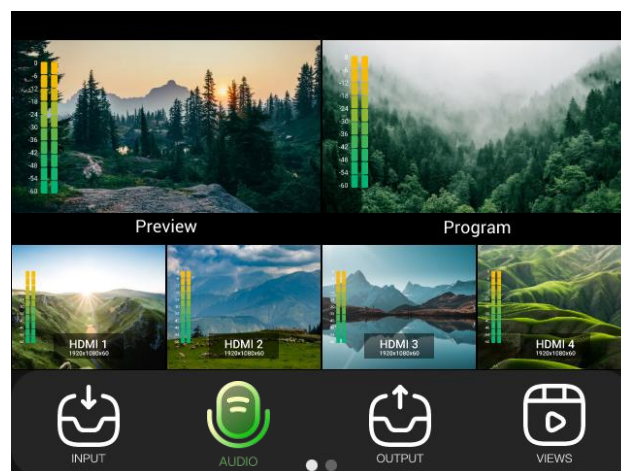 0
-6
-12
-18
-24
-30
-36
-42
-48
-54
-60
0
-6
-12
-18
-24
-30
-36
-42
-48
-54
-60
Preview
Program
HDMI 1
1920x1080x60
HDMI 2
1920x1080x60
HDMI 3
1920x1080x60
HDMI 4
1920x1080x60
INPUT
AUDIO
OUTPUT
VIEWS